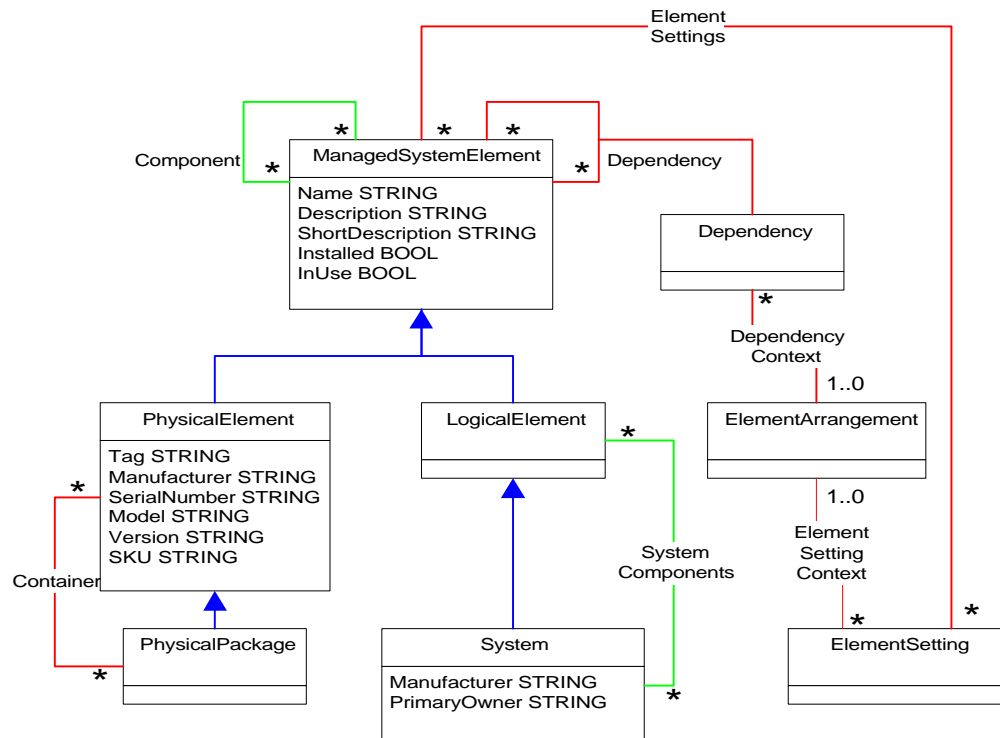 Element
Settings
*
*
*
*
Component
*
ManagedSystemElement
*
Dependency
Name STRING
Description STRING
ShortDescription STRING
Installed BOOL
InUse BOOL
Dependency
*
Dependency
Context
1..0
PhysicalElement
Tag STRING
Manufacturer STRING
SerialNumber STRING
Model STRING
Version STRING
SKU STRING
*
Container
*
LogicalElement
*
ElementArrangement
1..0
Element
Setting
Context
*
System
Components
*
PhysicalPackage
System
Manufacturer STRING
PrimaryOwner STRING
ElementSetting